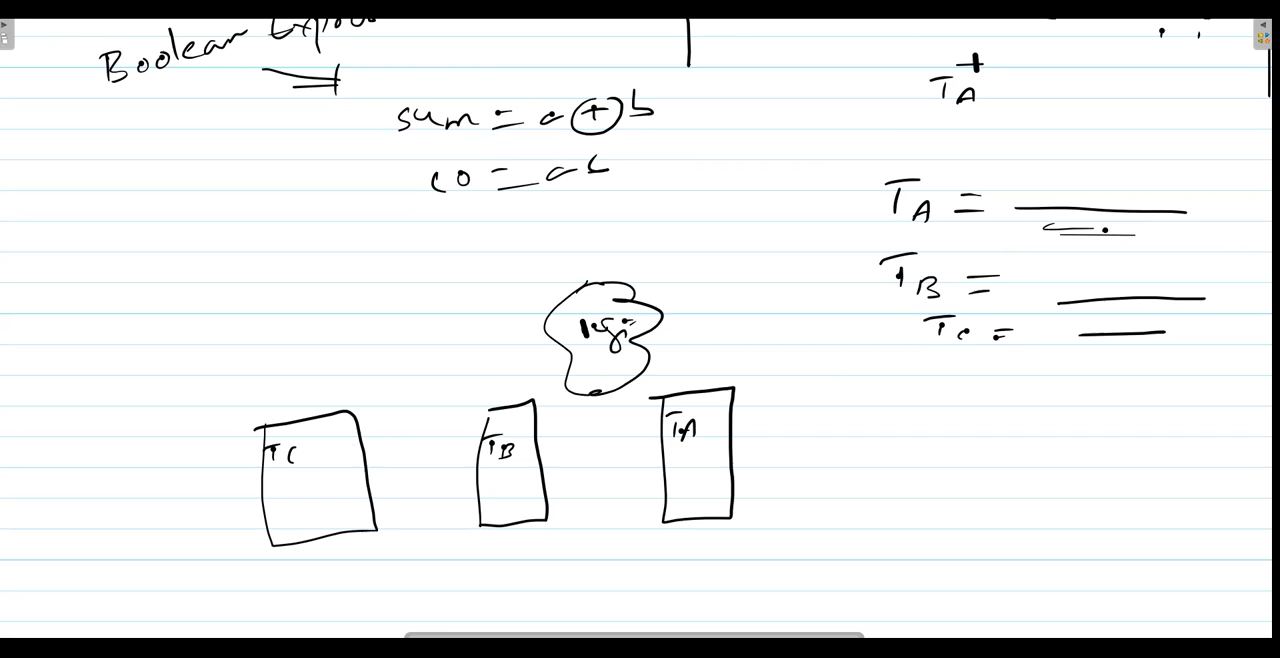 Boolean
sum = a ⊕ b
co = ab
T_A
T_A =
T_B =
T_C =
logic
T_C
T_B
T_A